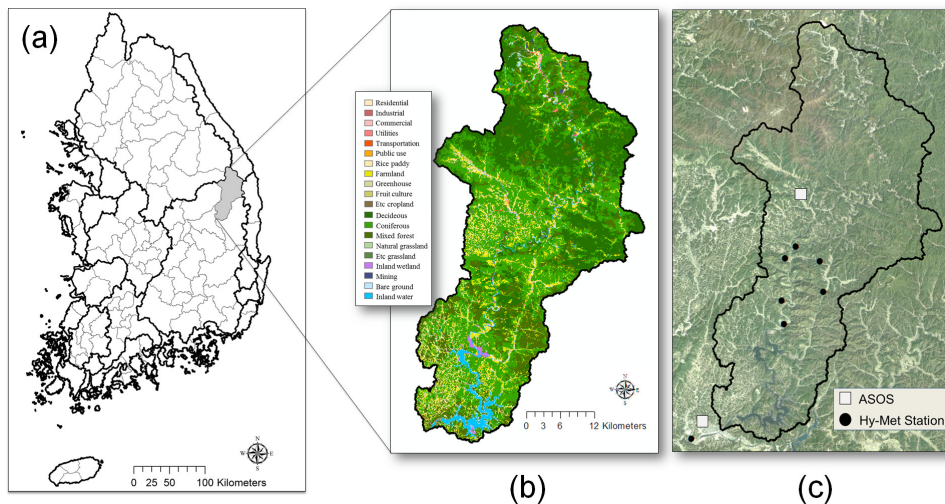 (a)
N
W E
S
0 25 50 100 Kilometers
Residential
Industrial
Commercial
Utilities
Transportation
Public use
Rice paddy
Farmland
Greenhouse
Fruit culture
Etc cropland
Decideous
Coniferous
Mixed forest
Natural grassland
Etc grassland
Inland wetland
Mining
Bare ground
Inland water
N
W E
S
0 3 6 12 Kilometers
(b)
ASOS
Hy-Met Station
(c)